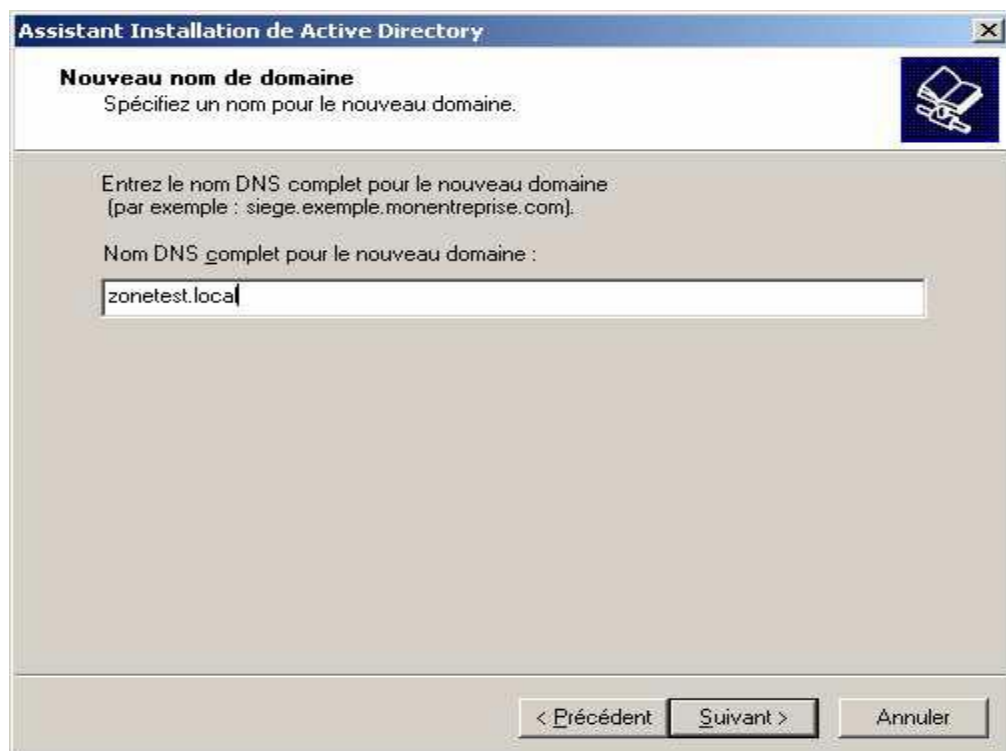 Assistant Installation de Active Directory
Nouveau nom de domaine
Spécifiez un nom pour le nouveau domaine.
Entrez le nom DNS complet pour le nouveau domaine
(par exemple : siege.exemple.monentreprise.com).
Nom DNS complet pour le nouveau domaine :
zonetest.local
< Précédent Suivant > Annuler